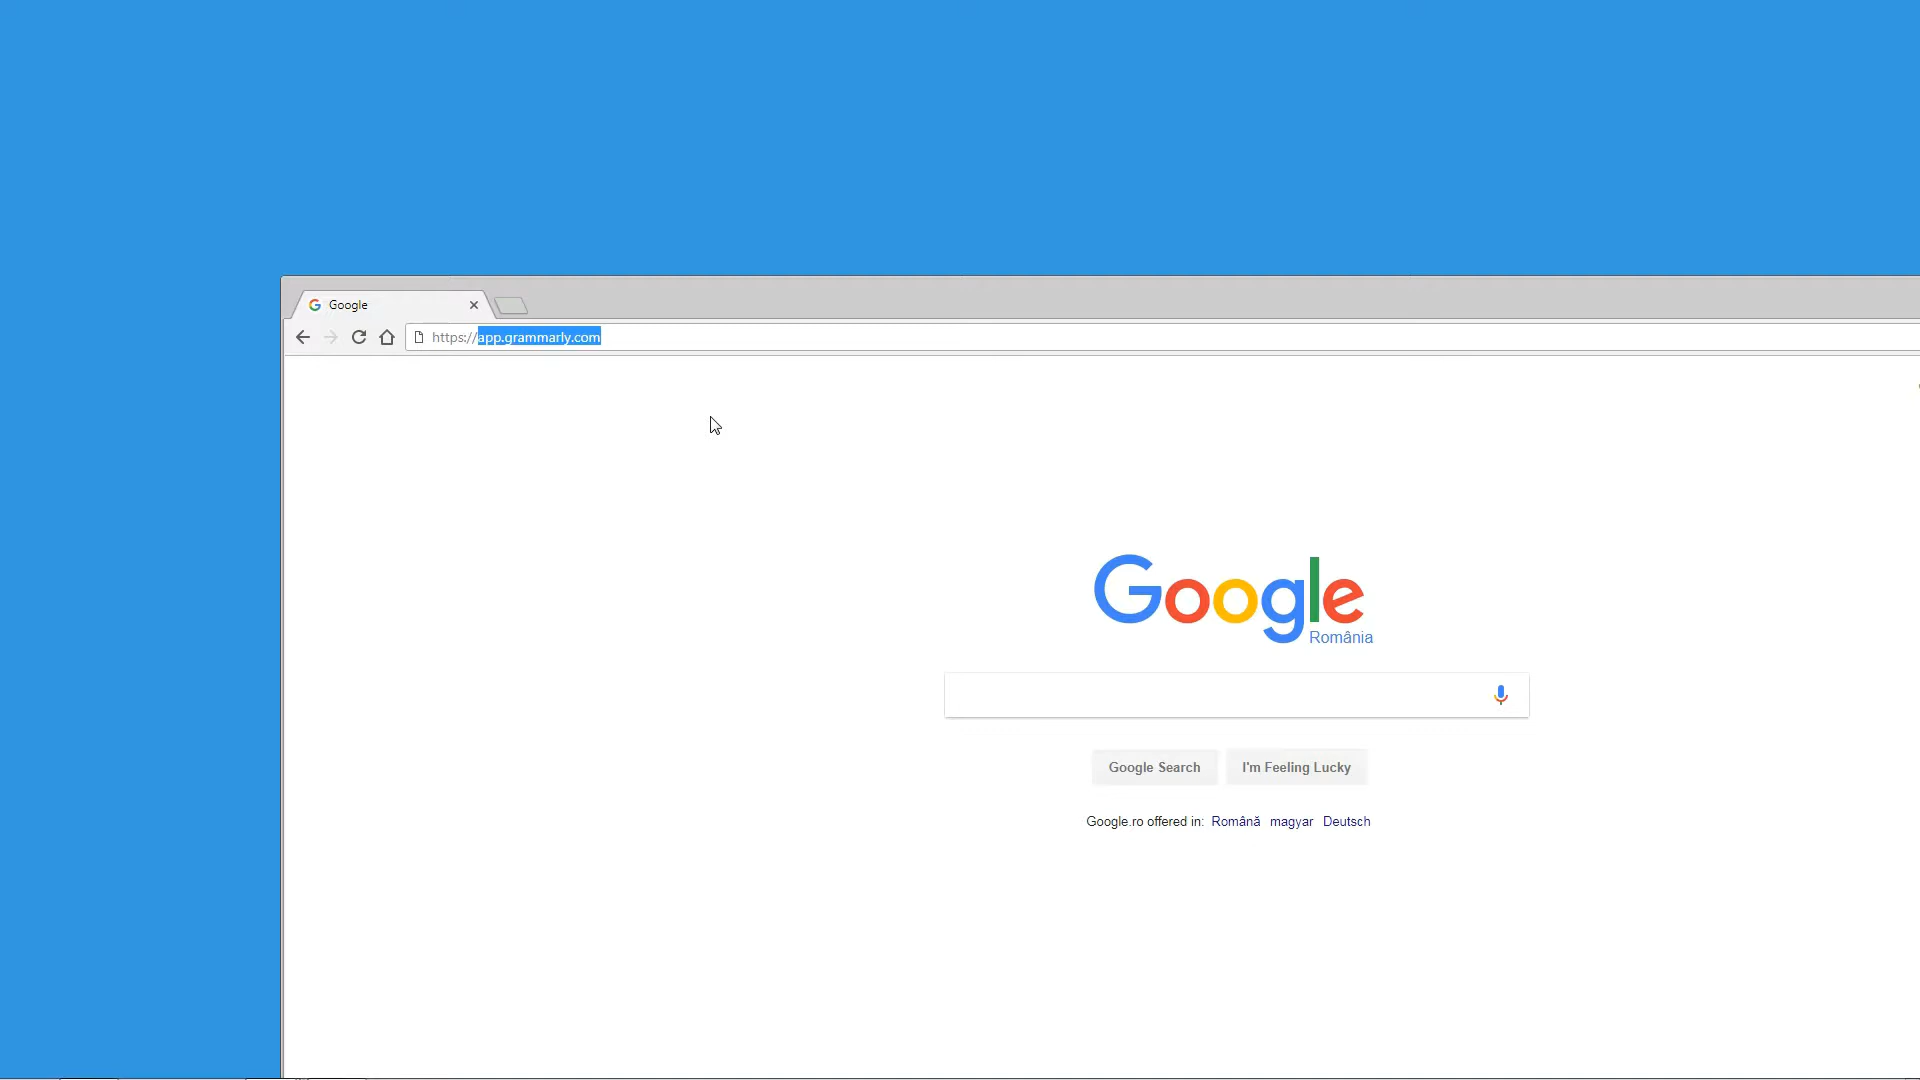 Google
https://app.grammarly.com
Google
România
Google Search
I'm Feeling Lucky
Google.ro offered in: Română magyar Deutsch